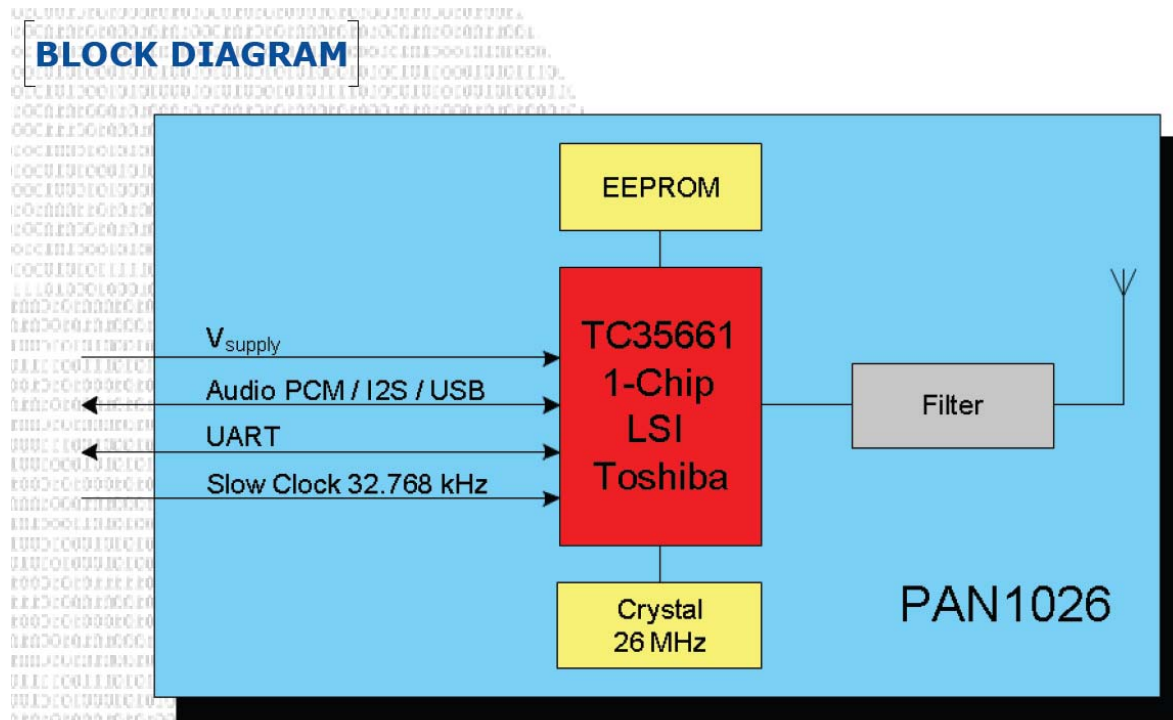 BLOCK DIAGRAM
EEPROM
V supply
Audio PCM / I2S / USB
UART
Slow Clock 32.768 kHz
TC35661
1-Chip
LSI
Toshiba
Filter
Crystal
26 MHz
PAN1026